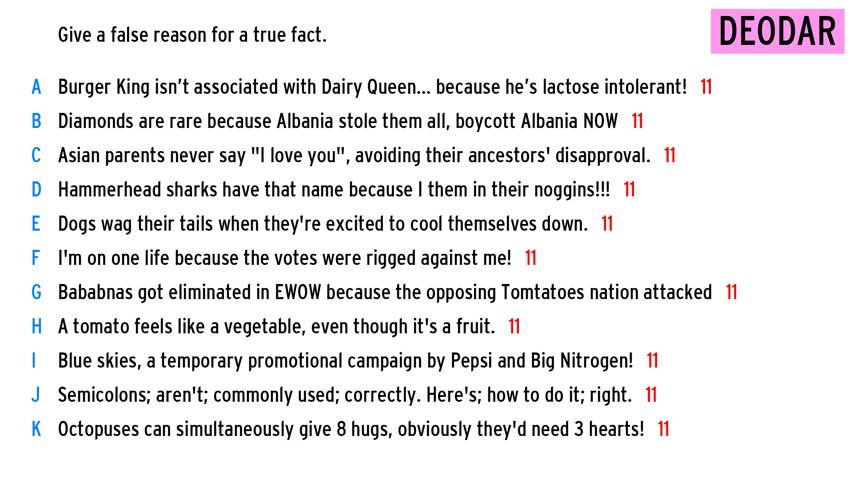 Give a false reason for a true fact.
DEODAR
A Burger King isn't associated with Dairy Queen... because he's lactose intolerant! 11
B Diamonds are rare because Albania stole them all, boycott Albania NOW 11
C Asian parents never say "I love you", avoiding their ancestors' disapproval. 11
D Hammerhead sharks have that name because I them in their noggins!!! 11
E Dogs wag their tails when they're excited to cool themselves down. 11
F I'm on one life because the votes were rigged against me! 11
G Bababnas got eliminated in EWOW because the opposing Tomtatoes nation attacked 11
H A tomato feels like a vegetable, even though it's a fruit. 11
I Blue skies, a temporary promotional campaign by Pepsi and Big Nitrogen! 11
J Semicolons; aren't; commonly used; correctly. Here's; how to do it; right. 11
K Octopuses can simultaneously give 8 hugs, obviously they'd need 3 hearts! 11